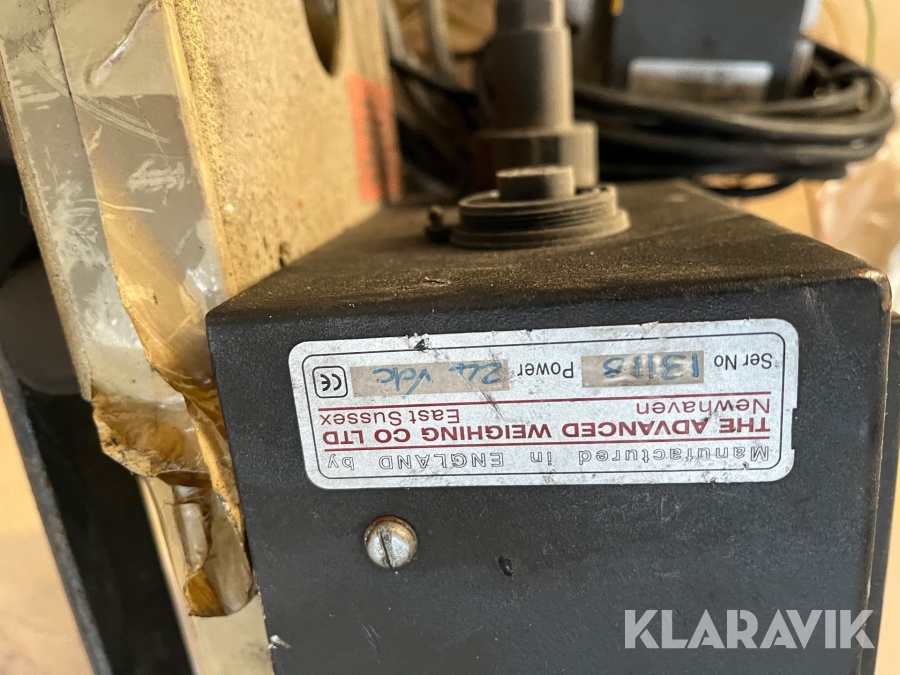 Manufactured in ENGLAND by
THE ADVANCED WEIGHING CO LTD
Newhaven
East Sussex
Ser No 13118 Power 24 Vdc CE
KLARAVIK